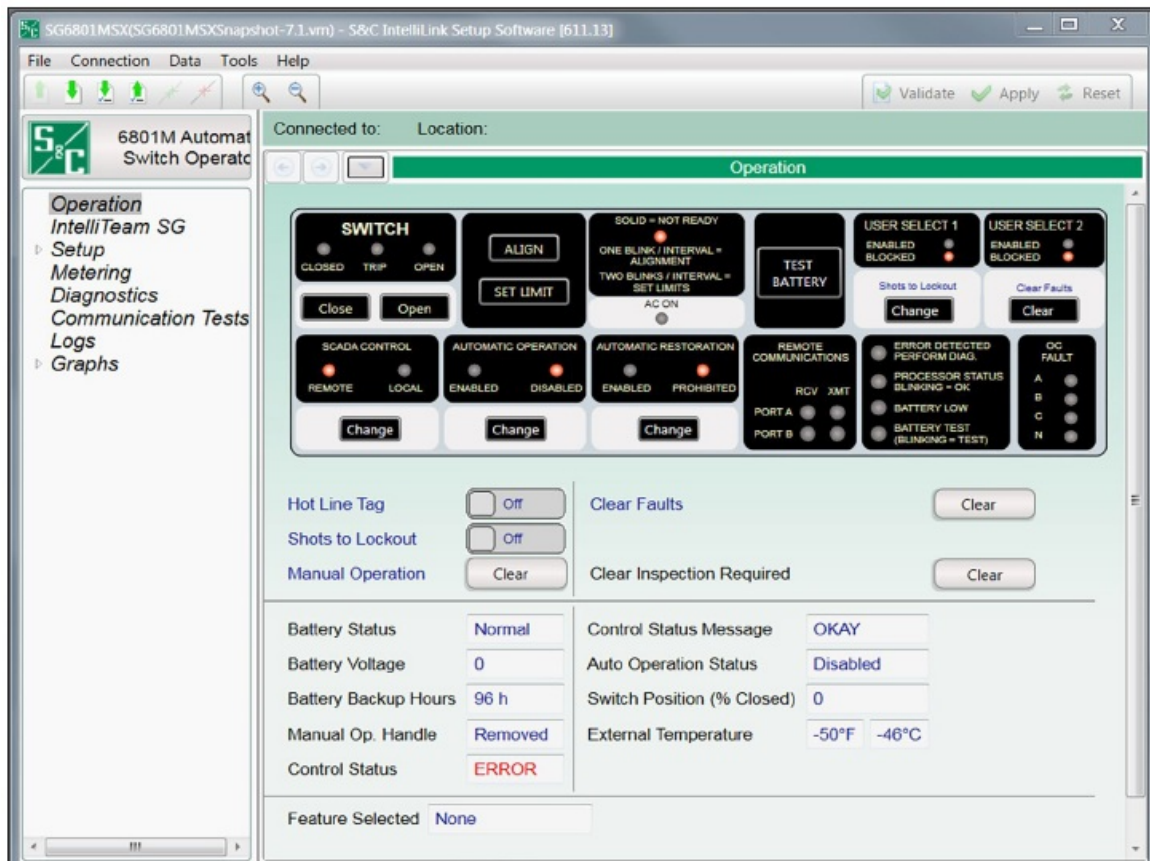 SG6801MSX(SG6801MSXSnapshot-7.1.vm) - S&C IntelliLink Setup Software [611.13]
File Connection Data Tools Help
Validate Apply Reset
S&C
6801M Automat
Switch Operato
Connected to: Location:
Operation
Operation
IntelliTeam SG
Setup
Metering
Diagnostics
Communication Tests
Logs
Graphs
SWITCH
CLOSED TRIP OPEN
Close Open
ALIGN
SET LIMIT
SOLID = NOT READY
ONE BLINK / INTERVAL =
ALIGNMENT
TWO BLINKS / INTERVAL =
SET LIMITS
AC ON
TEST
BATTERY
USER SELECT 1
ENABLED
BLOCKED
Shots to Lockout
Change
USER SELECT 2
ENABLED
BLOCKED
Clear Faults
Clear
SCADA CONTROL
REMOTE LOCAL
Change
AUTOMATIC OPERATION
ENABLED DISABLED
Change
AUTOMATIC RESTORATION
ENABLED PROHIBITED
Change
REMOTE
COMMUNICATIONS
RCV XMT
PORT A
PORT B
ERROR DETECTED
PERFORM DIAG.
PROCESSOR STATUS
BLINKING = OK
BATTERY LOW
BATTERY TEST
(BLINKING = TEST)
OC
FAULT
A
B
C
N
Hot Line Tag Off
Clear Faults Clear
Shots to Lockout Off
Manual Operation Clear
Clear Inspection Required Clear
Battery Status Normal
Control Status Message OKAY
Battery Voltage 0
Auto Operation Status Disabled
Battery Backup Hours 96 h
Switch Position (% Closed) 0
Manual Op. Handle Removed
External Temperature -50°F -46°C
Control Status ERROR
Feature Selected None